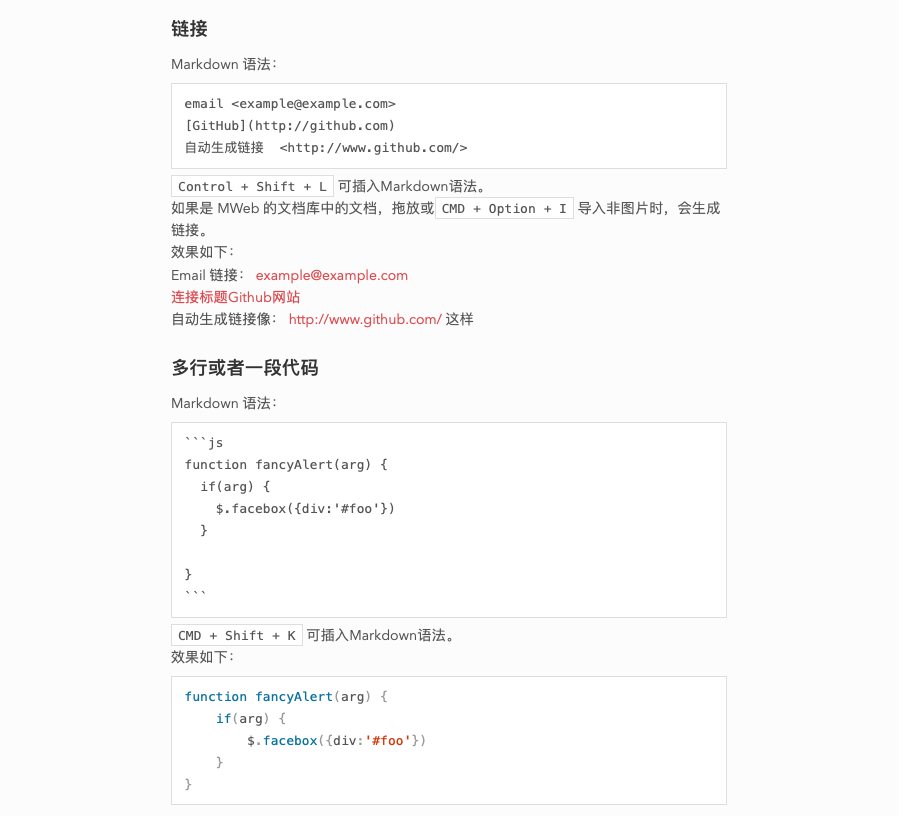 链接
Markdown 语法：
email <example@example.com>
[GitHub](http://github.com)
自动生成链接  <http://www.github.com/>
Control + Shift + L 可插入Markdown语法。
如果是 MWeb 的文档库中的文档，拖放或 CMD + Option + I 导入非图片时，会生成
链接。
效果如下：
Email 链接： example@example.com
连接标题Github网站
自动生成链接像： http://www.github.com/ 这样
多行或者一段代码
Markdown 语法：
```js
function fancyAlert(arg) {
  if(arg) {
    $.facebox({div:'#foo'})
  }

}
```
CMD + Shift + K 可插入Markdown语法。
效果如下：
function fancyAlert(arg) {
    if(arg) {
        $.facebox({div:'#foo'})
    }
}